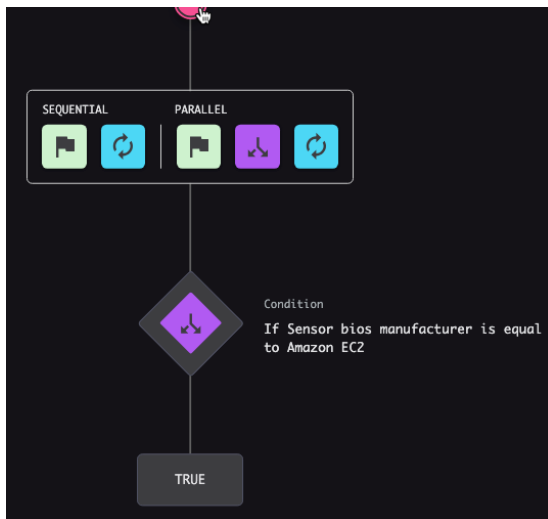 SEQUENTIAL
PARALLEL
Condition
If Sensor bios manufacturer is equal
to Amazon EC2
TRUE